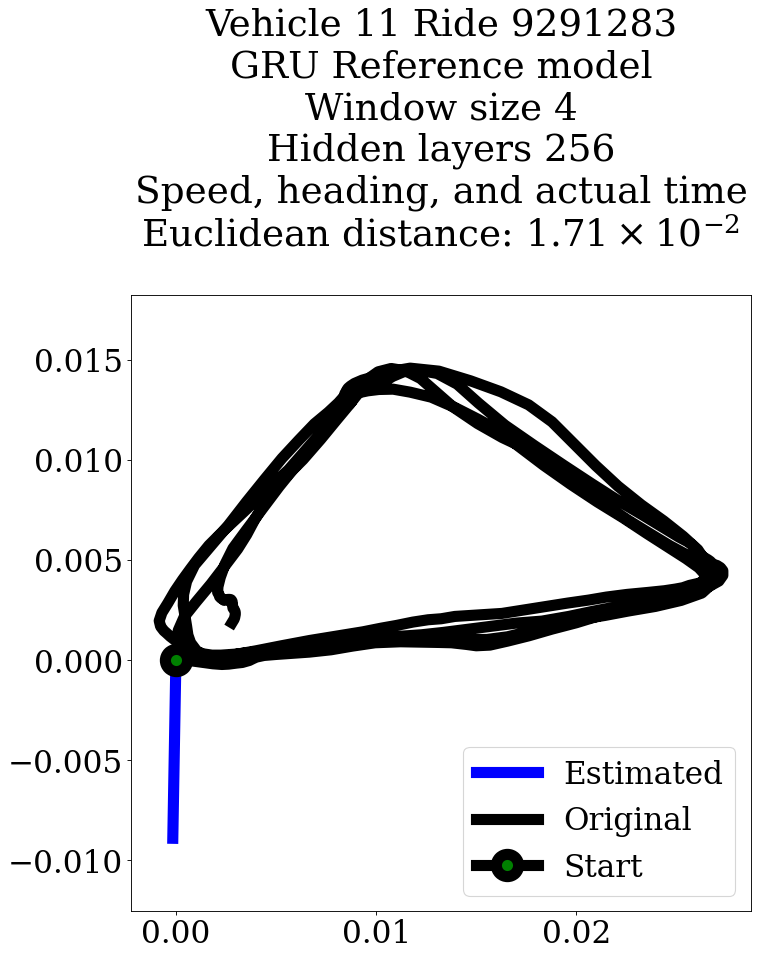 Vehicle 11 Ride 9291283
GRU Reference model
Window size 4
Hidden layers 256
Speed, heading, and actual time
Euclidean distance: 1.71 × 10⁻²
0.015
0.010
0.005
0.000
−0.005
−0.010
0.00
0.01
0.02
Estimated
Original
Start